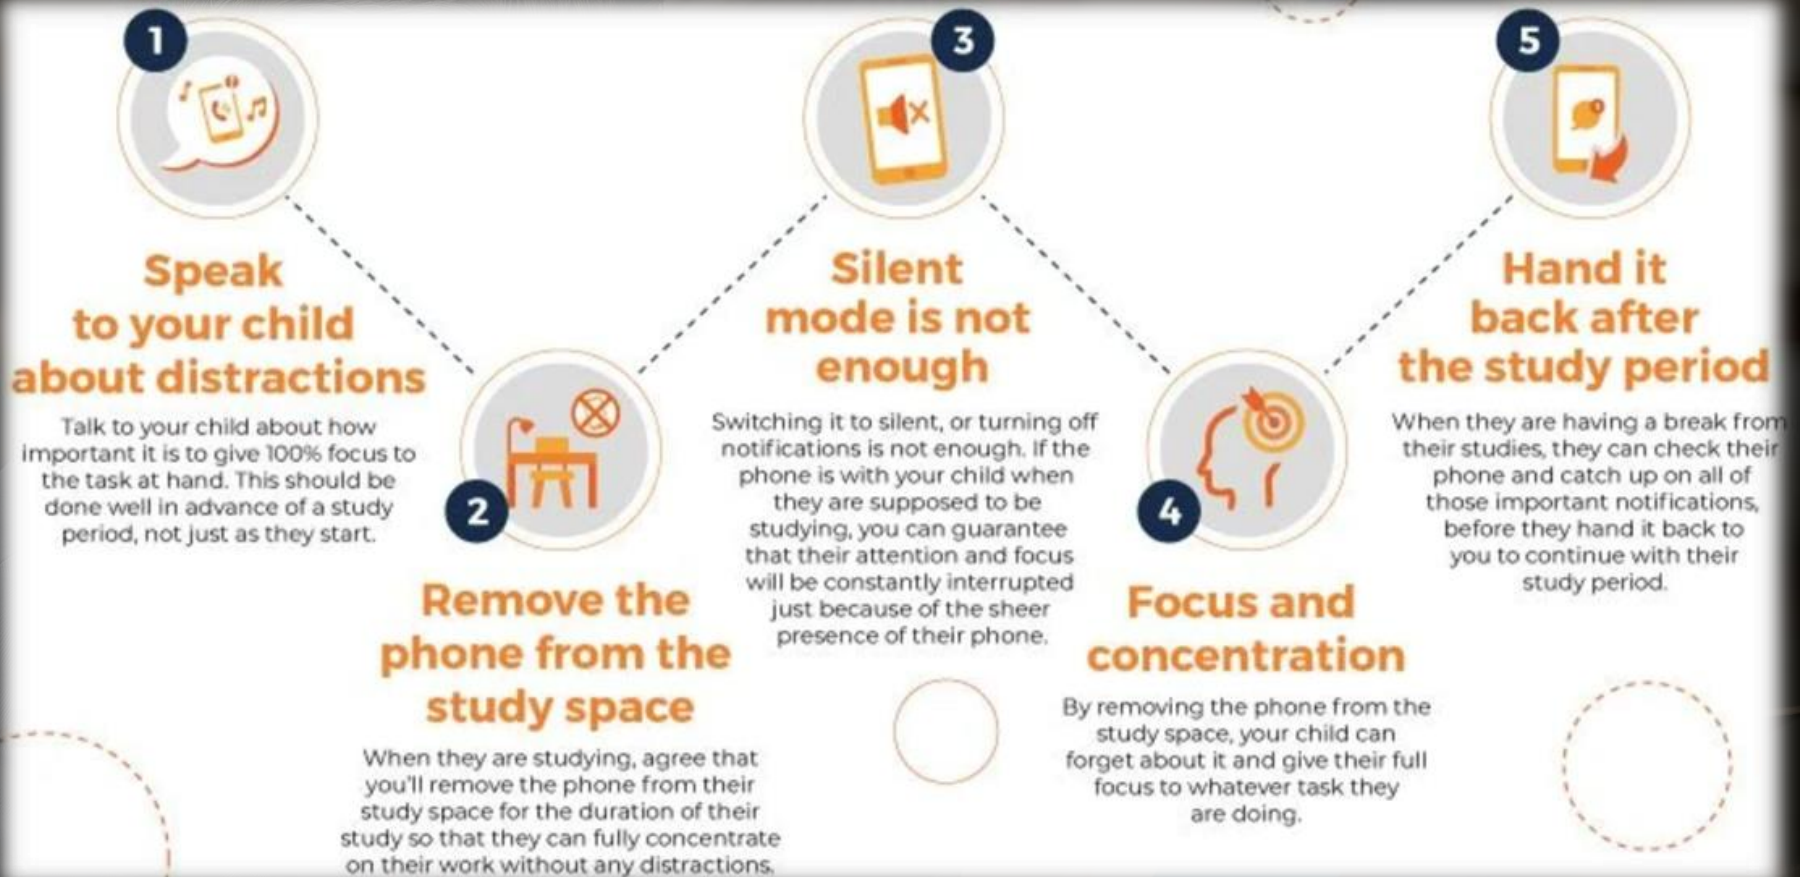 1
Speak
to your child
about distractions
Talk to your child about how
important it is to give 100% focus to
the task at hand. This should be
done well in advance of a study
period, not just as they start.
2
Remove the
phone from the
study space
When they are studying, agree that
you'll remove the phone from their
study space for the duration of their
study so that they can fully concentrate
on their work without any distractions.
3
Silent
mode is not
enough
Switching it to silent, or turning off
notifications is not enough. If the
phone is with your child when
they are supposed to be
studying, you can guarantee
that their attention and focus
will be constantly interrupted
just because of the sheer
presence of their phone.
4
Focus and
concentration
By removing the phone from the
study space, your child can
forget about it and give their full
focus to whatever task they
are doing.
5
Hand it
back after
the study period
When they are having a break from
their studies, they can check their
phone and catch up on all of
those important notifications,
before they hand it back to
you to continue with their
study period.